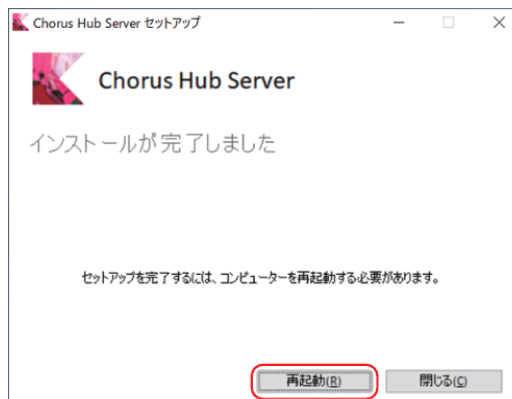 Chorus Hub Server セットアップ
Chorus Hub Server
インストールが完了しました
セットアップを完了するには、コンピューターを再起動する必要があります。
再起動(R)
閉じる(C)